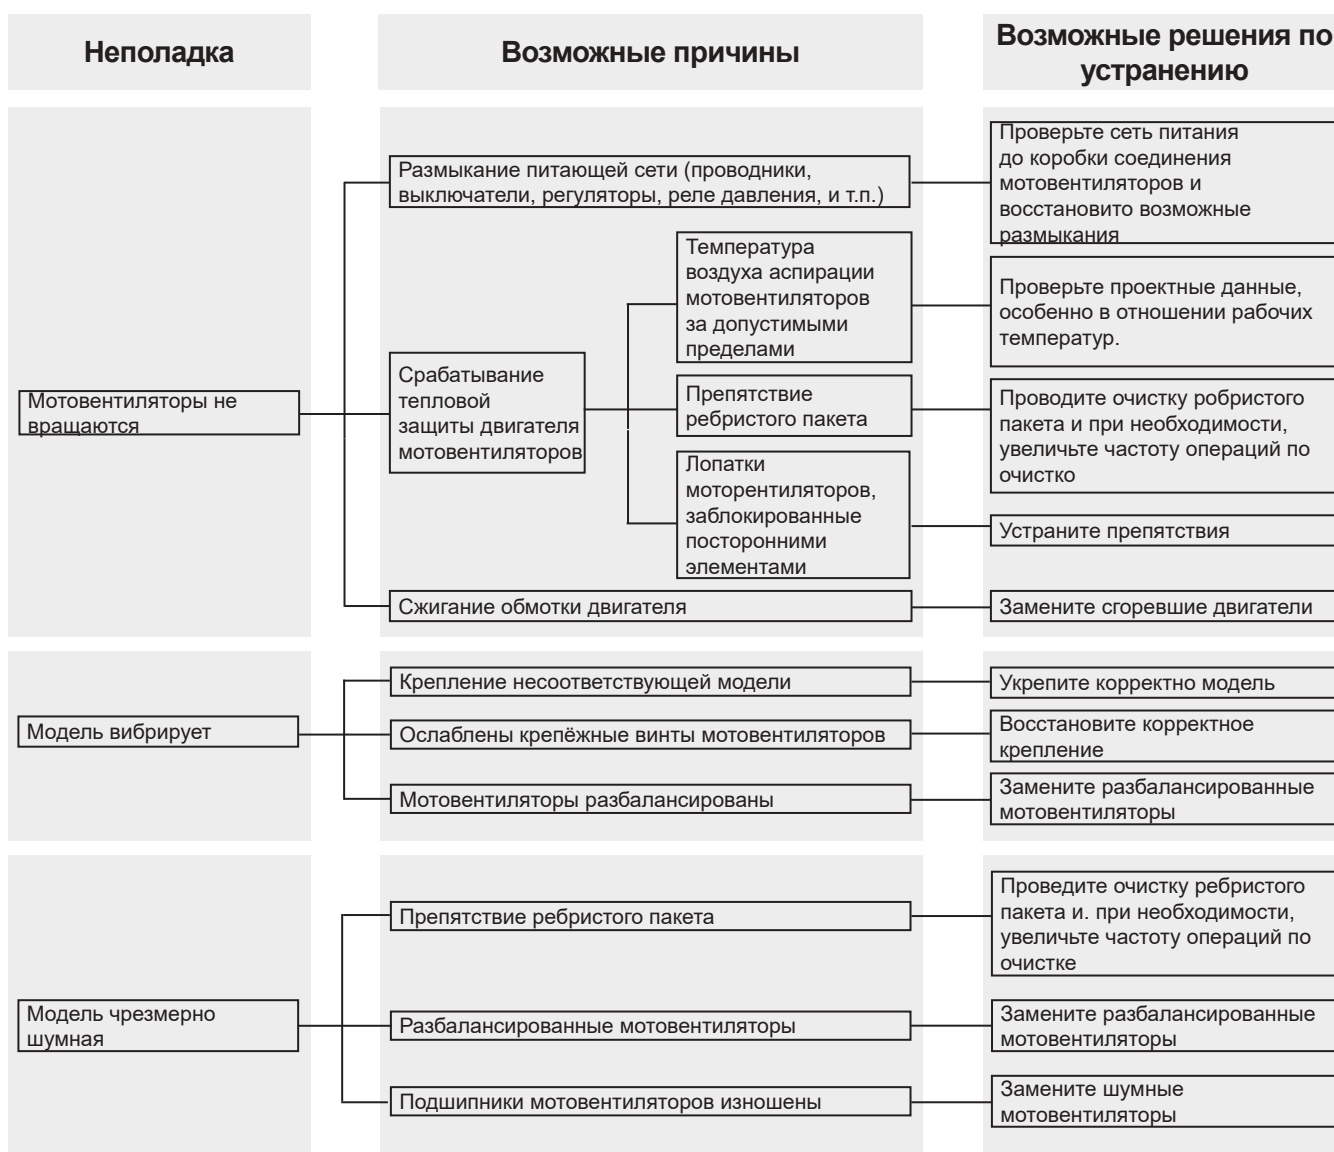 Неполадка
Возможные причины
Возможные решения по
устранению
Мотовентиляторы не
вращаются
Размыкание питающей сети (проводники,
выключатели, регуляторы, реле давления, и т.п.)
Проверьте сеть питания
до коробки соединения
мотовентиляторов и
восстановито возможные
размыкания
Срабатывание
тепловой
защиты двигателя
мотовентиляторов
Температура
воздуха аспирации
мотовентиляторов
за допустимыми
пределами
Проверьте проектные данные,
особенно в отношении рабочих
температур.
Препятствие
ребристого пакета
Проводите очистку робристого
пакета и при необходимости,
увеличьте частоту операций по
очистко
Лопатки
моторентиляторов,
заблокированные
посторонними
элементами
Устраните препятствия
Сжигание обмотки двигателя
Замените сгоревшие двигатели
Модель вибрирует
Крепление несоответствующей модели
Укрепите корректно модель
Ослаблены крепёжные винты мотовентиляторов
Восстановите корректное
крепление
Мотовентиляторы разбалансированы
Замените разбалансированные
мотовентиляторы
Модель чрезмерно
шумная
Препятствие ребристого пакета
Проведите очистку ребристого
пакета и. при необходимости,
увеличьте частоту операций по
очистке
Разбалансированные мотовентиляторы
Замените разбалансированные
мотовентиляторы
Подшипники мотовентиляторов изношены
Замените шумные
мотовентиляторы